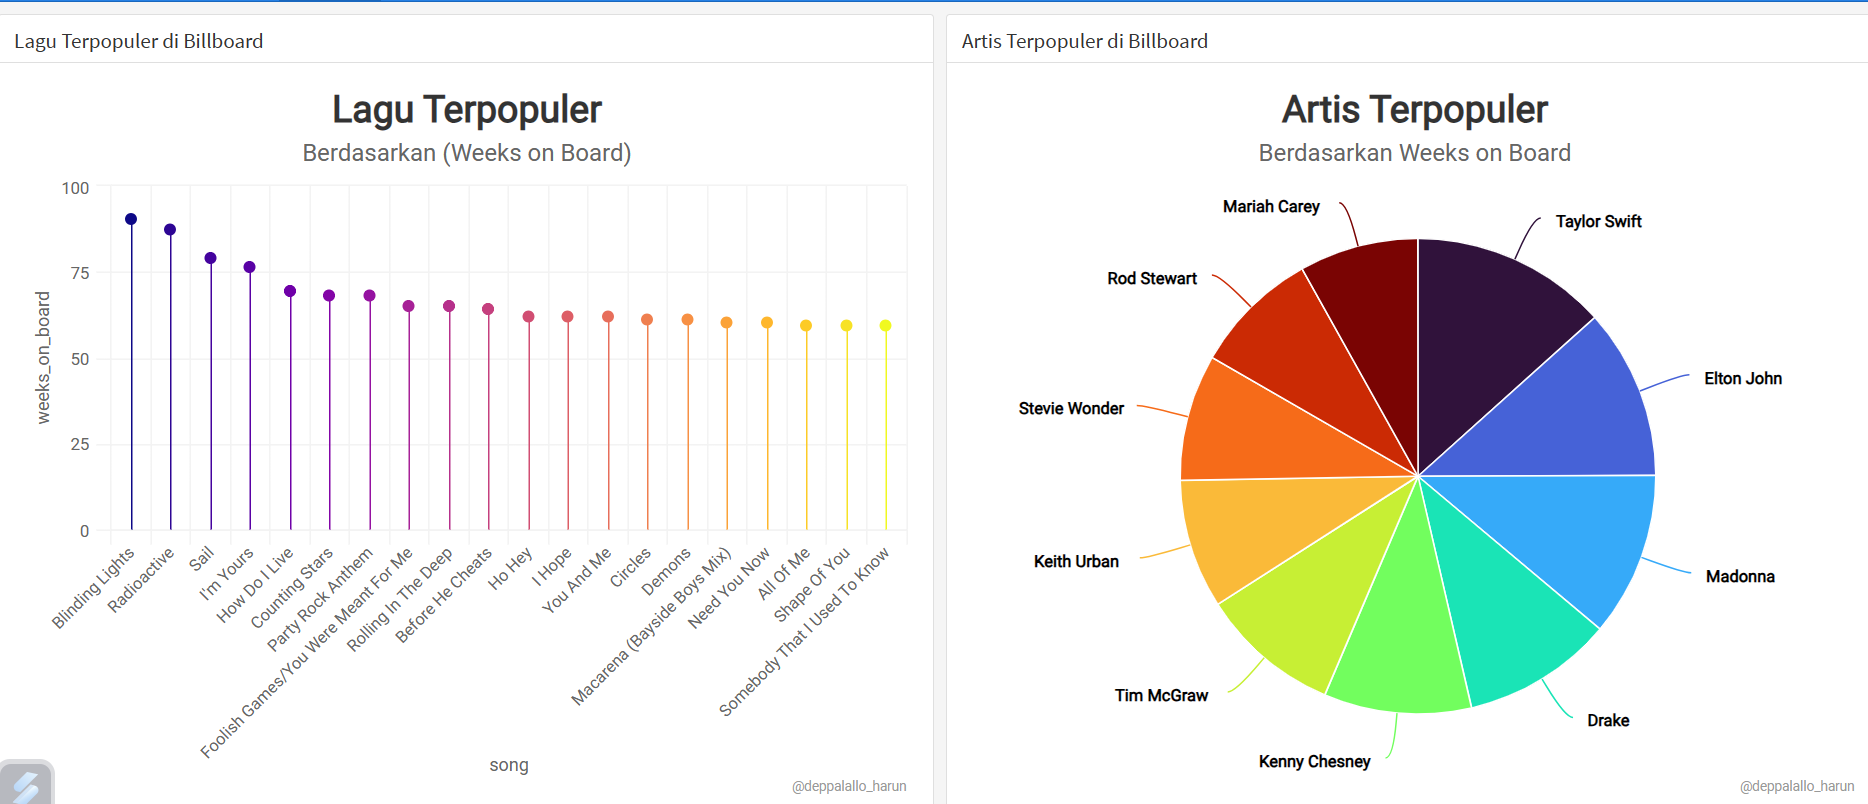 Lagu Terpopuler di Billboard
Lagu Terpopuler
Berdasarkan (Weeks on Board)
100
75
50
25
0
weeks_on_board
Blinding Lights
Radioactive
Sail
I'm Yours
How Do I Live
Counting Stars
Party Rock Anthem
Foolish Games/You Were Meant For Me
Rolling In The Deep
Before He Cheats
Ho Hey
I Hope
You And Me
Circles
Demons
Macarena (Bayside Boys Mix)
Need You Now
All Of Me
Shape Of You
Somebody That I Used To Know
song
@deppalallo_harun
Artis Terpopuler di Billboard
Artis Terpopuler
Berdasarkan Weeks on Board
Taylor Swift
Elton John
Madonna
Drake
Kenny Chesney
Tim McGraw
Keith Urban
Stevie Wonder
Rod Stewart
Mariah Carey
@deppalallo_harun